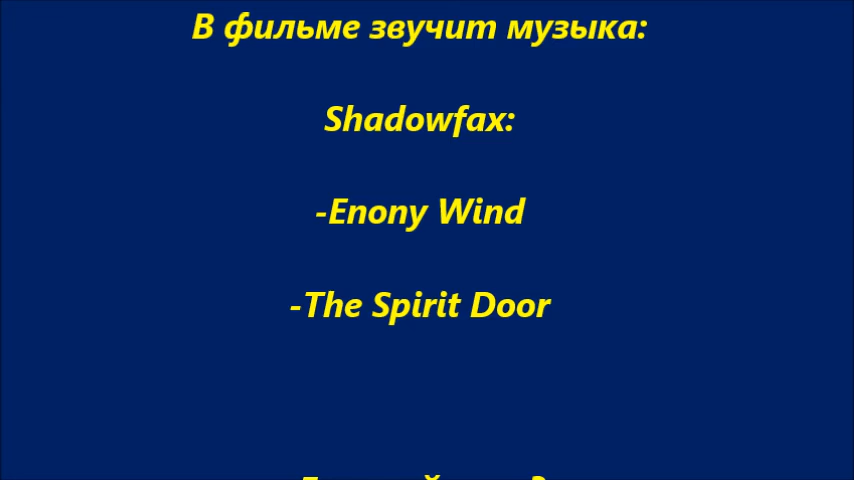 В фильме звучит музыка:
Shadowfax:
-Enony Wind
-The Spirit Door